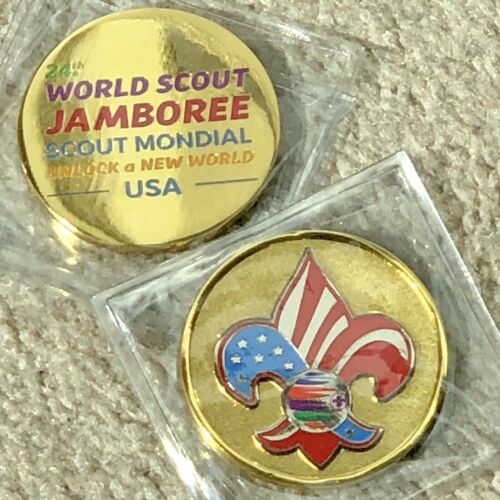 24th
WORLD SCOUT
JAMBOREE
SCOUT MONDIAL
UNLOCK a NEW WORLD
USA